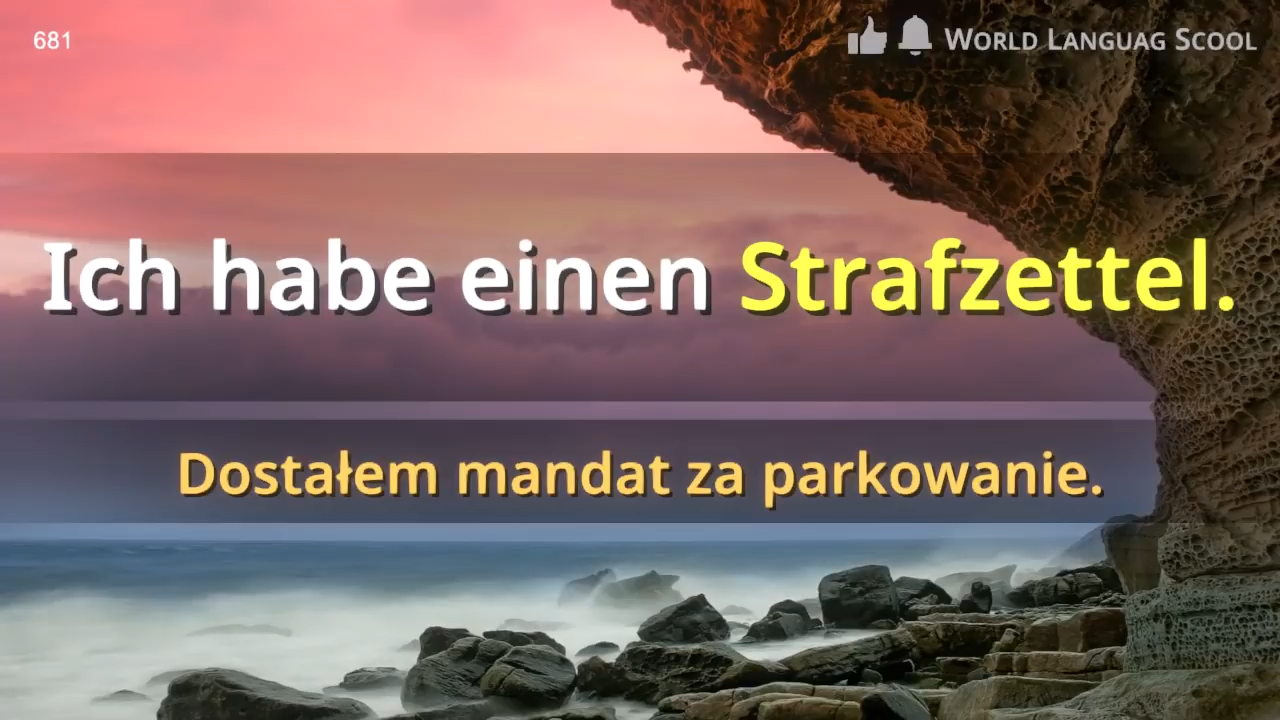 681
World Languag Scool
Ich habe einen Strafzettel.
Dostałem mandat za parkowanie.